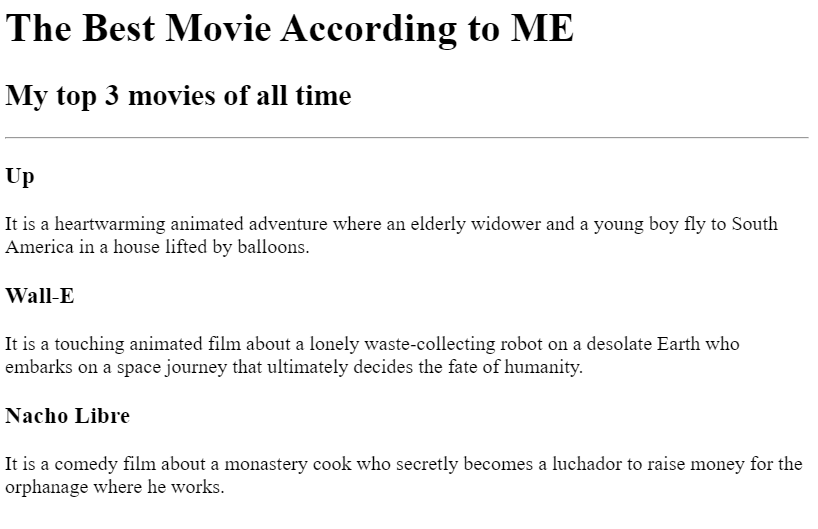 The Best Movie According to ME
My top 3 movies of all time
Up
It is a heartwarming animated adventure where an elderly widower and a young boy fly to South
America in a house lifted by balloons.
Wall-E
It is a touching animated film about a lonely waste-collecting robot on a desolate Earth who
embarks on a space journey that ultimately decides the fate of humanity.
Nacho Libre
It is a comedy film about a monastery cook who secretly becomes a luchador to raise money for the
orphanage where he works.